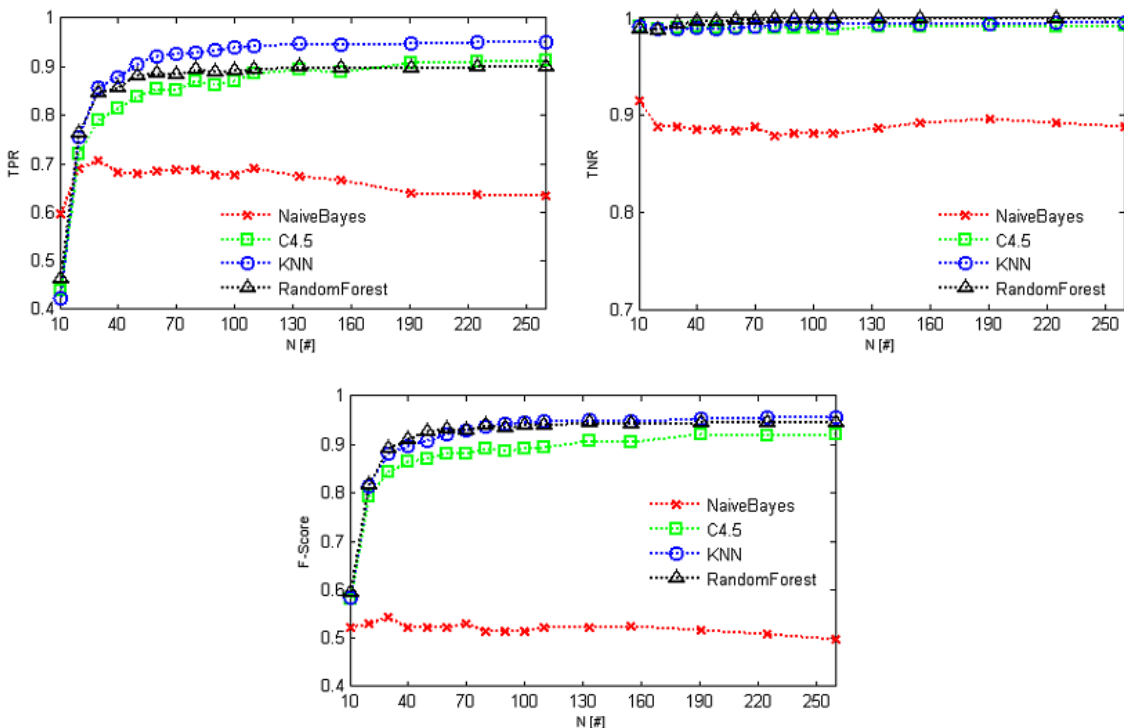 1
0.9
0.8
0.7
0.6
0.5
0.4
TPR
NaiveBayes
C4.5
KNN
RandomForest
10 40 70 100 130 160 190 220 250
N [#]
1
0.9
0.8
0.7
TNR
NaiveBayes
C4.5
KNN
RandomForest
10 40 70 100 130 160 190 220 250
N [#]
1
0.9
0.8
0.7
0.6
0.5
0.4
F-Score
NaiveBayes
C4.5
KNN
RandomForest
10 40 70 100 130 160 190 220 250
N [#]